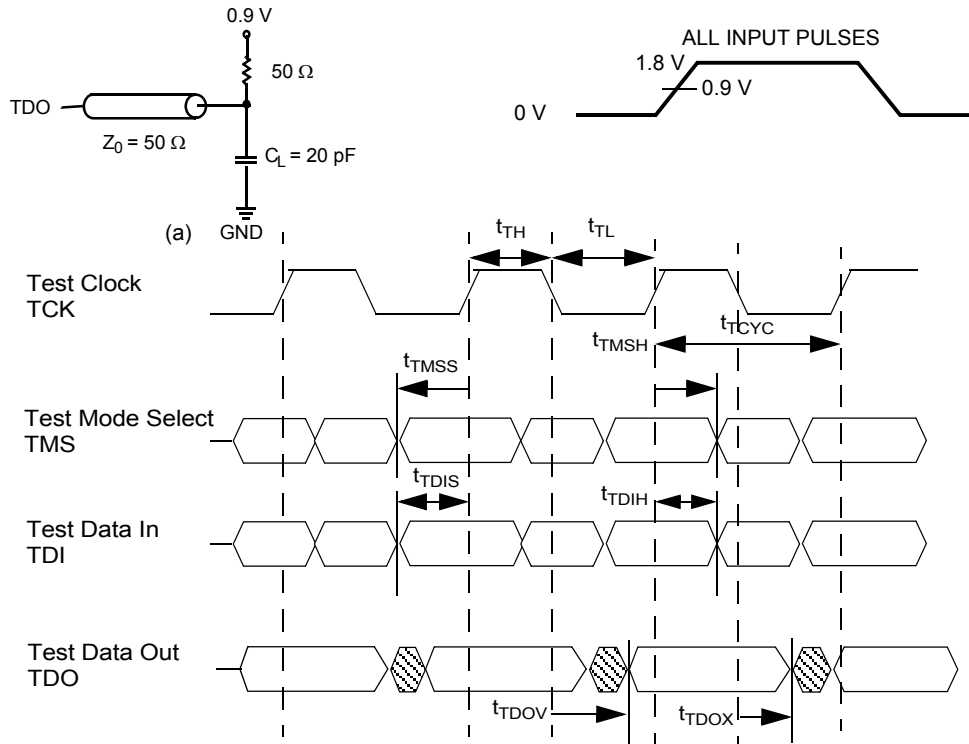 0.9 V
50 Ω
TDO
Z0 = 50 Ω
CL = 20 pF
(a)
GND
ALL INPUT PULSES
1.8 V
0.9 V
0 V
tTH
tTL
Test Clock
TCK
tTCYC
tTMSH
tTMSS
Test Mode Select
TMS
tTDIS
tTDIH
Test Data In
TDI
Test Data Out
TDO
tTDOV
tTDOX